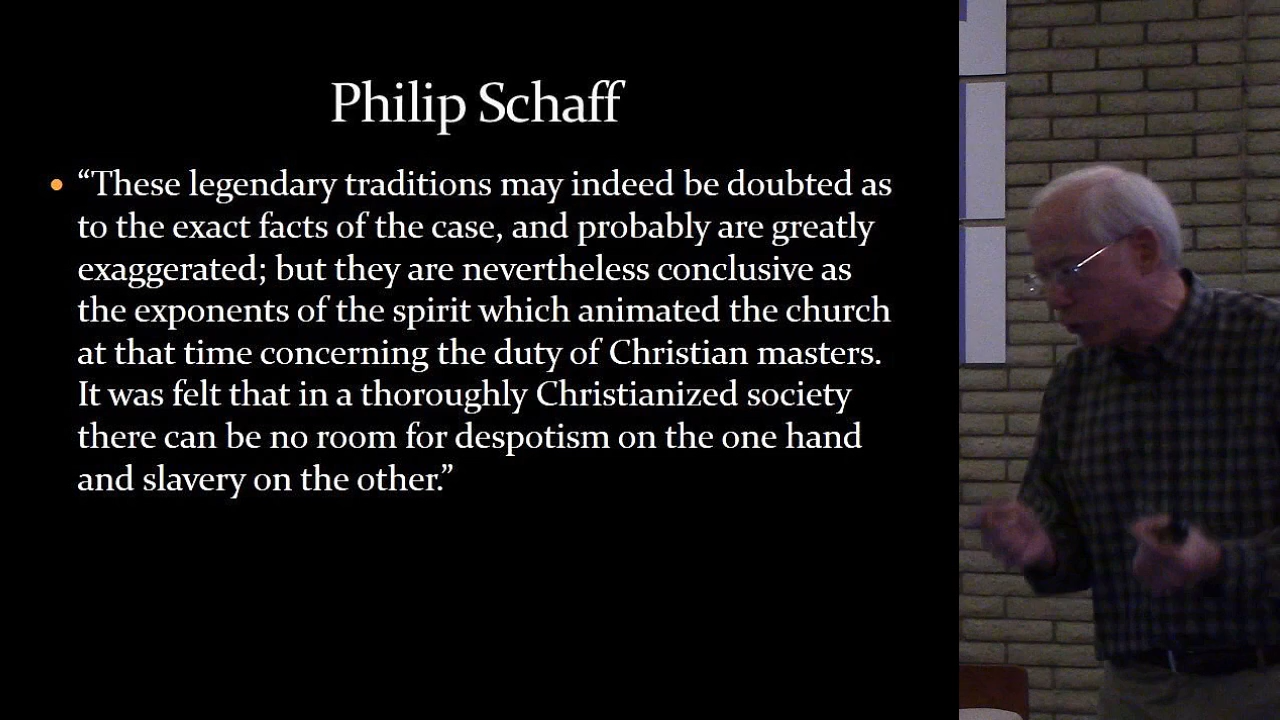 Philip Schaff
“These legendary traditions may indeed be doubted as
to the exact facts of the case, and probably are greatly
exaggerated; but they are nevertheless conclusive as
the exponents of the spirit which animated the church
at that time concerning the duty of Christian masters.
It was felt that in a thoroughly Christianized society
there can be no room for despotism on the one hand
and slavery on the other.”